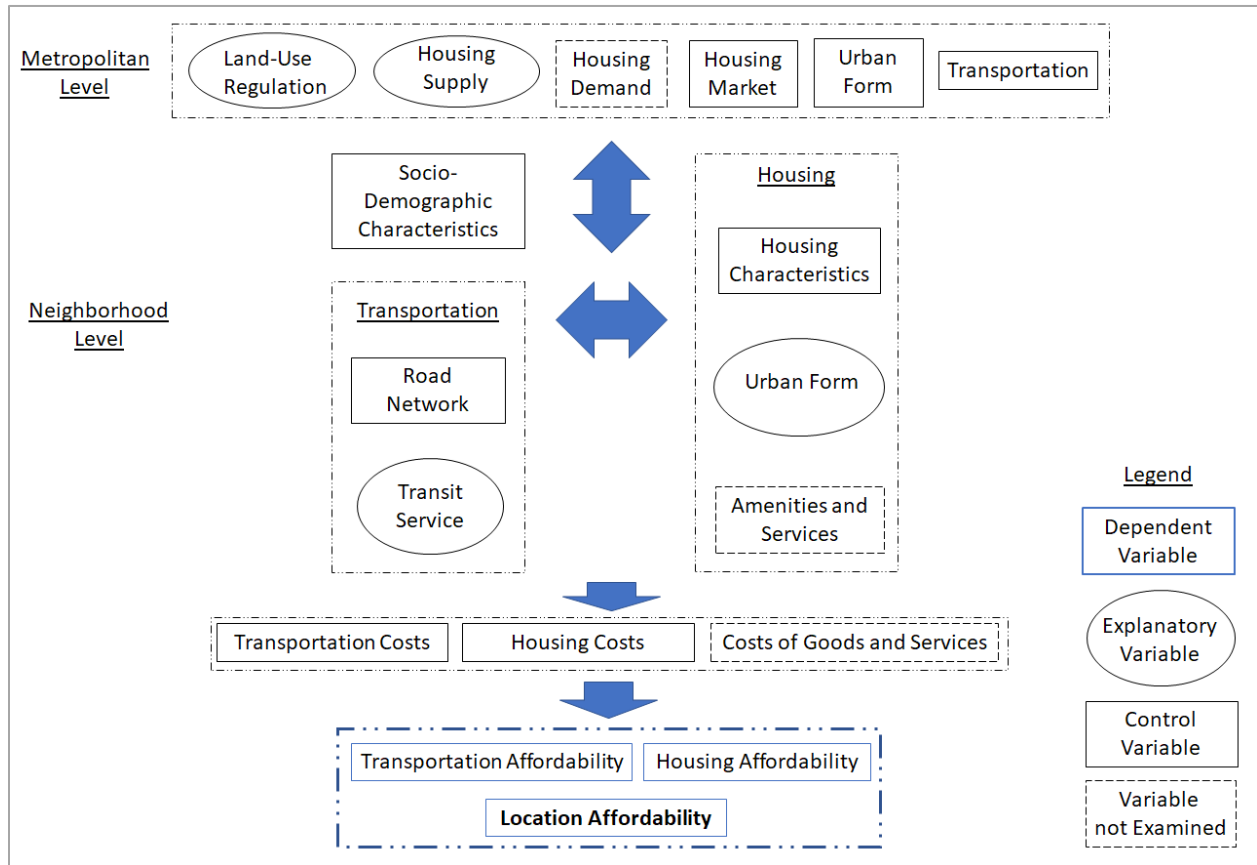 Metropolitan
Level
Land-Use
Regulation
Housing
Supply
Housing
Demand
Housing
Market
Urban
Form
Transportation
Socio-
Demographic
Characteristics
Housing
Housing
Characteristics
Neighborhood
Level
Transportation
Road
Network
Urban Form
Transit
Service
Amenities and
Services
Transportation Costs
Housing Costs
Costs of Goods and Services
Transportation Affordability
Housing Affordability
Location Affordability
Legend
Dependent
Variable
Explanatory
Variable
Control
Variable
Variable
not Examined